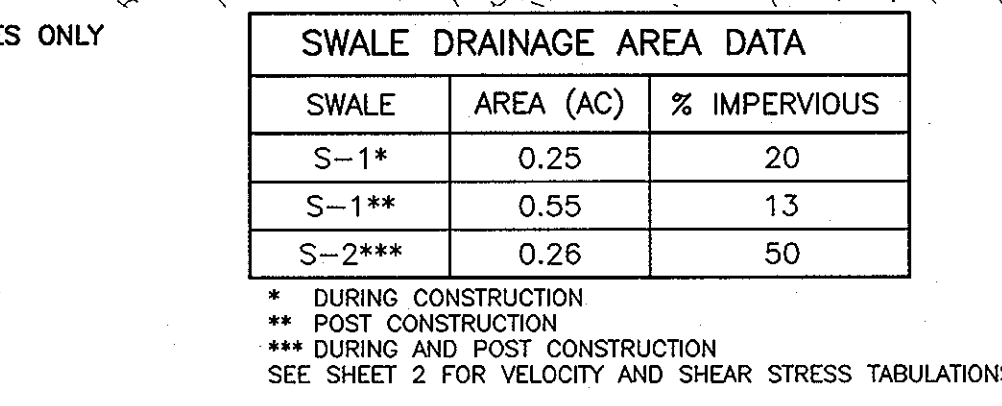 ES ONLY
SWALE DRAINAGE AREA DATA
SWALE AREA (AC) % IMPERVIOUS
S-1* 0.25 20
S-1** 0.55 13
S-2*** 0.26 50
* DURING CONSTRUCTION
** POST CONSTRUCTION
*** DURING AND POST CONSTRUCTION
SEE SHEET 2 FOR VELOCITY AND SHEAR STRESS TABULATIONS